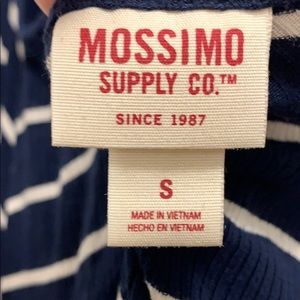 MOSSIMO
SUPPLY CO.™
SINCE 1987
S
MADE IN VIETNAM
HECHO EN VIETNAM